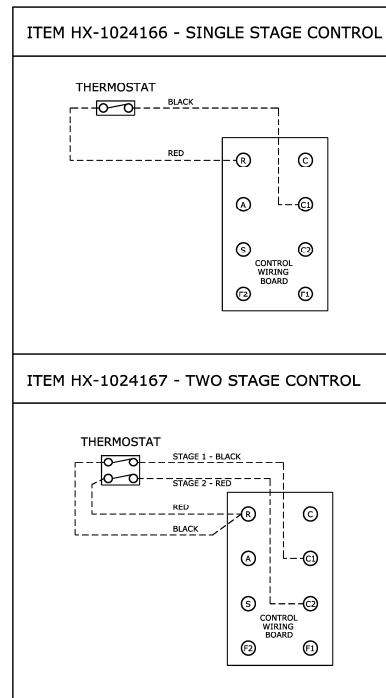 ITEM HX-1024166 - SINGLE STAGE CONTROL
THERMOSTAT
BLACK
RED
R
C
A
C1
S
C2
CONTROL
WIRING
BOARD
F2
F1
ITEM HX-1024167 - TWO STAGE CONTROL
THERMOSTAT
STAGE 1 - BLACK
STAGE 2 - RED
RED
BLACK
R
C
A
C1
S
C2
CONTROL
WIRING
BOARD
F2
F1